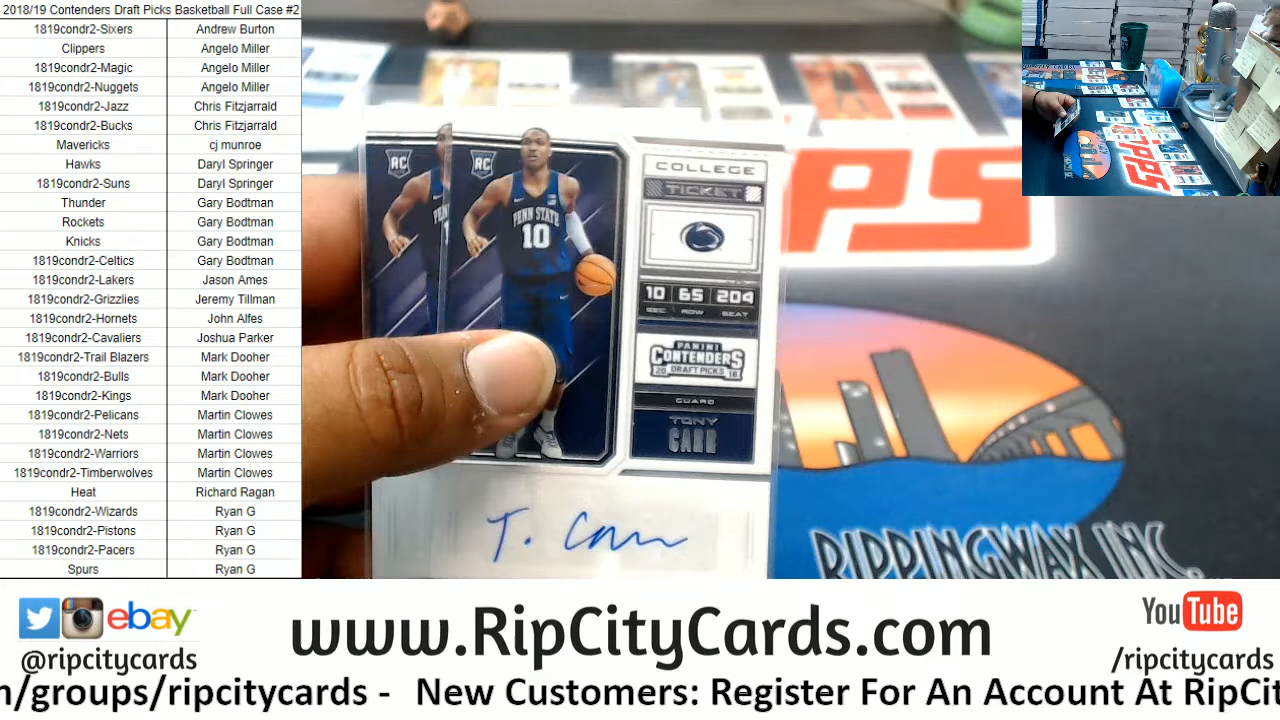 2018/19 Contenders Draft Picks Basketball Full Case #2
1819condr2-Sixers Andrew Burton
Clippers Angelo Miller
1819condr2-Magic Angelo Miller
1819condr2-Nuggets Angelo Miller
1819condr2-Jazz Chris Fitzjarrald
1819condr2-Bucks Chris Fitzjarrald
Mavericks cj munroe
Hawks Daryl Springer
1819condr2-Suns Daryl Springer
Thunder Gary Bodtman
Rockets Gary Bodtman
Knicks Gary Bodtman
1819condr2-Celtics Gary Bodtman
1819condr2-Lakers Jason Ames
1819condr2-Grizzlies Jeremy Tillman
1819condr2-Hornets John Alfes
1819condr2-Cavaliers Joshua Parker
1819condr2-Trail Blazers Mark Dooher
1819condr2-Bulls Mark Dooher
1819condr2-Kings Mark Dooher
1819condr2-Pelicans Martin Clowes
1819condr2-Nets Martin Clowes
1819condr2-Warriors Martin Clowes
1819condr2-Timberwolves Martin Clowes
Heat Richard Ragan
1819condr2-Wizards Ryan G
1819condr2-Pistons Ryan G
1819condr2-Pacers Ryan G
Spurs Ryan G
RC
RC
PENN STATE
10
COLLEGE
TICKET
10 65 204
SEC ROW SEAT
PANINI
CONTENDERS
20 DRAFT PICKS 18
GUARD
TONY
CARR
T. Carr
PS
RIPPINGWAX INC.
ebay
@ripcitycards
www.RipCityCards.com
YouTube
/ripcitycards
n/groups/ripcitycards - New Customers: Register For An Account At RipCit